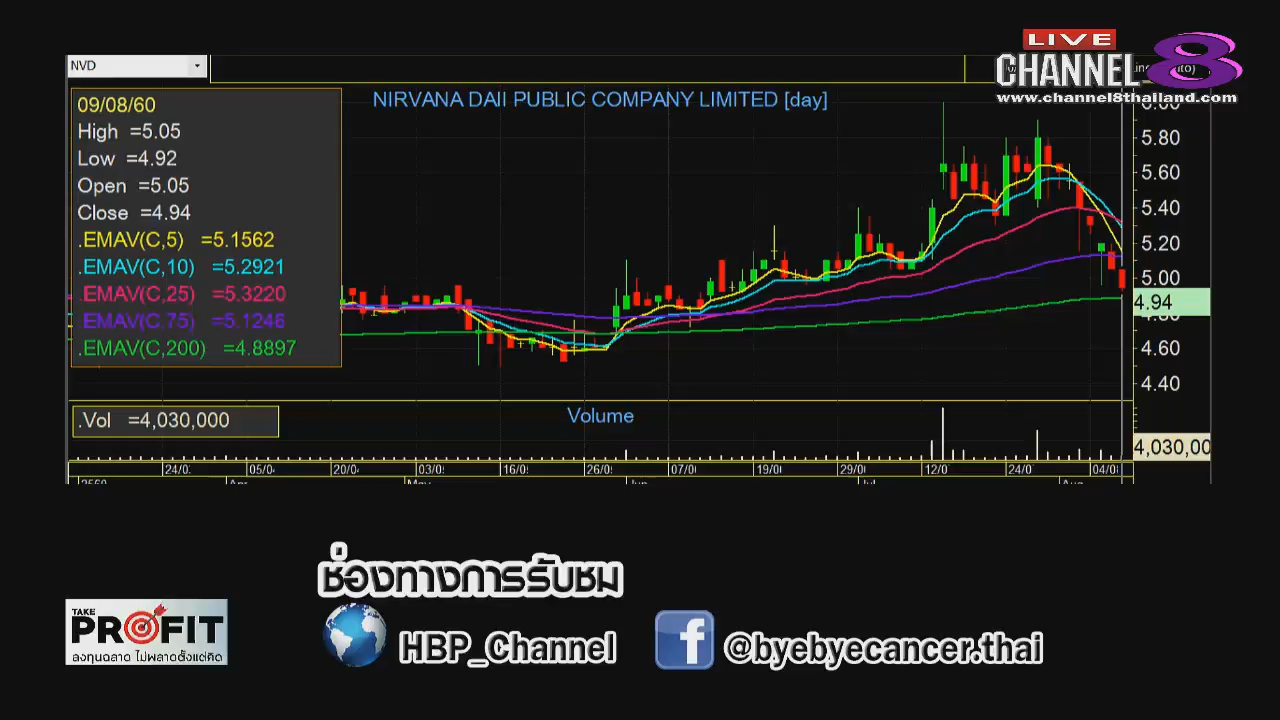 LIVE
CHANNEL 8
www.channel8thailand.com
NVD
09/08/60
High =5.05
Low =4.92
Open =5.05
Close =4.94
.EMAV(C,5) =5.1562
.EMAV(C,10) =5.2921
.EMAV(C,25) =5.3220
.EMAV(C,75) =5.1246
.EMAV(C,200) =4.8897
NIRVANA DAII PUBLIC COMPANY LIMITED [day]
5.80
5.60
5.40
5.20
5.00
4.94
4.60
4.40
.Vol =4,030,000
Volume
4,030,00
24/0 05/0 20/0 03/0 16/0 26/0 07/0 19/0 29/0 12/0 24/0 04/0
2560 Apr May Jun Jul Aug
ช่องทางการรับชม
TAKE
PROFIT
ลงทุนฉลาด ไม่พลาดตั้งแต่คิด
HBP_Channel
@byebyecancer.thai